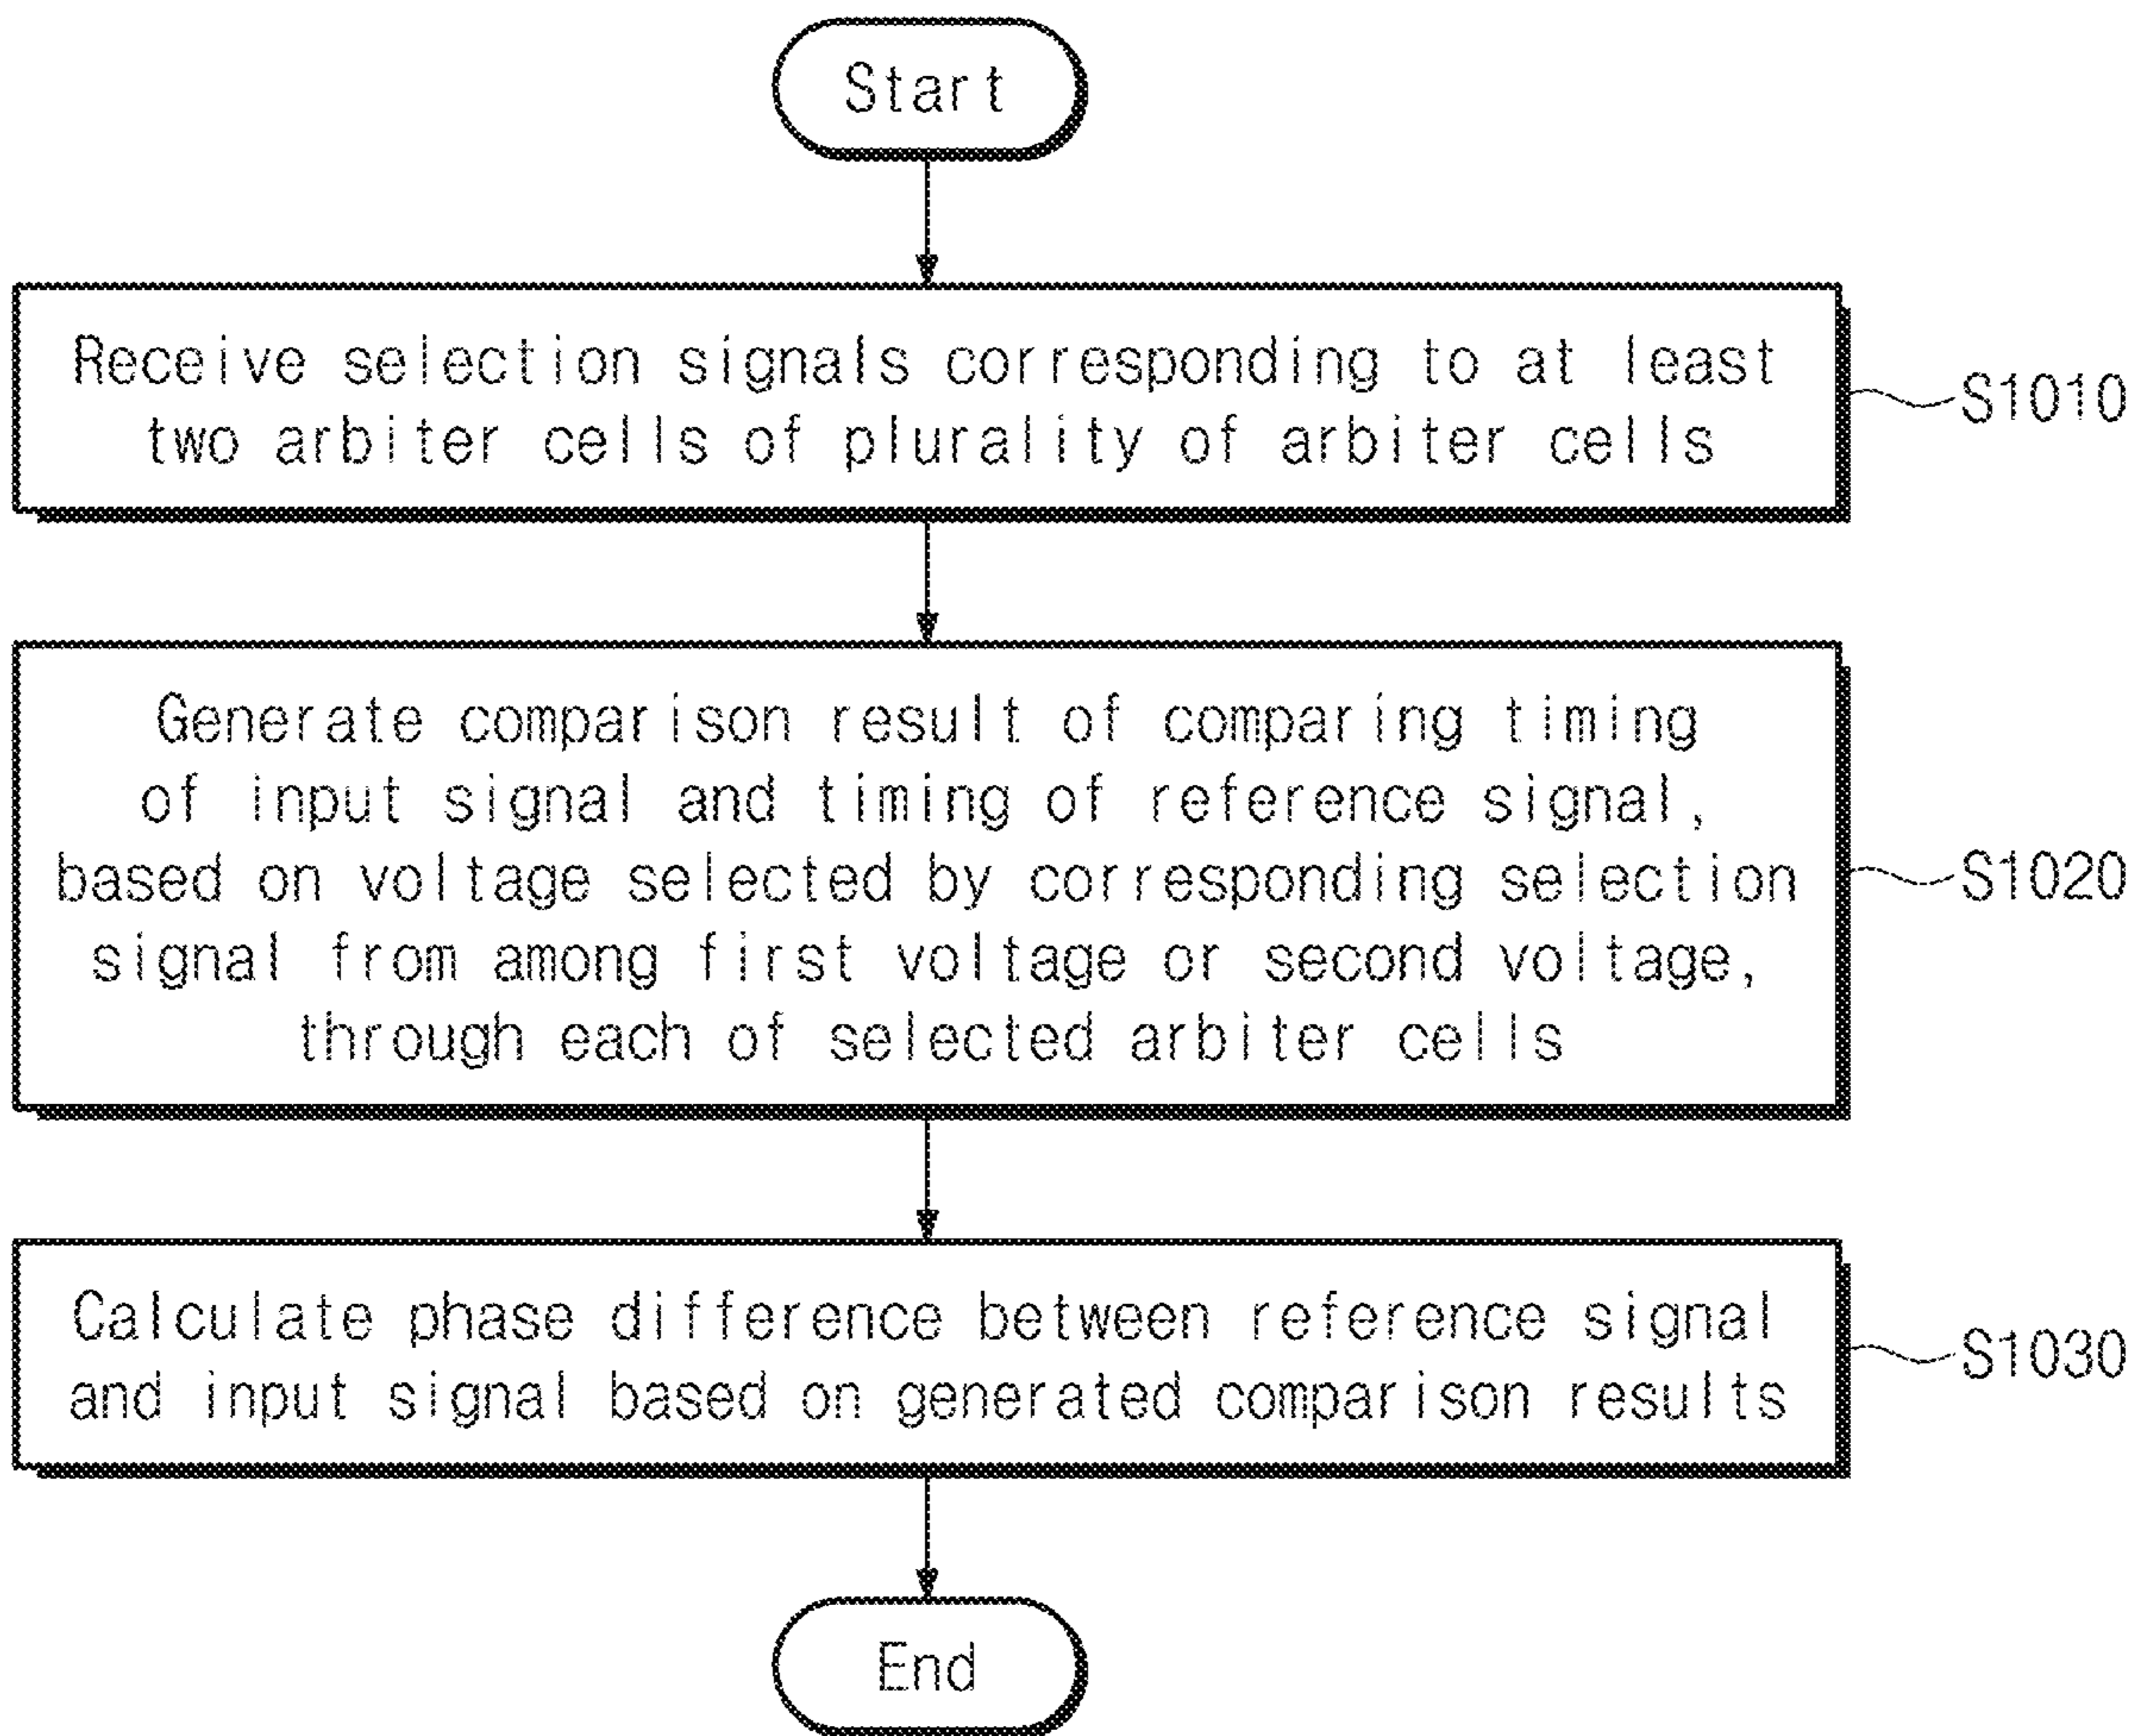 Start
Receive selection signals corresponding to at least
two arbiter cells of plurality of arbiter cells
S1010
Generate comparison result of comparing timing
of input signal and timing of reference signal,
based on voltage selected by corresponding selection
signal from among first voltage or second voltage,
through each of selected arbiter cells
S1020
Calculate phase difference between reference signal
and input signal based on generated comparison results
S1030
End